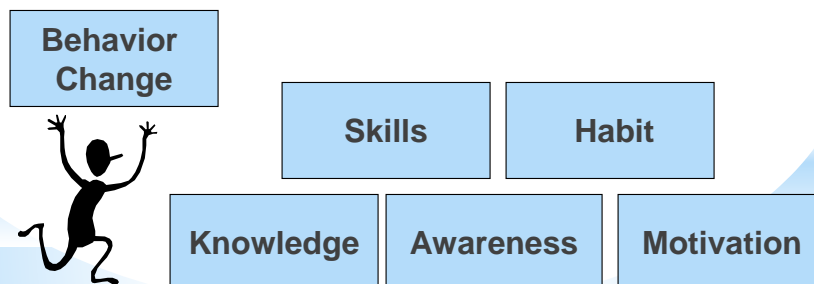 Behavior
Change
Skills
Habit
Knowledge
Awareness
Motivation